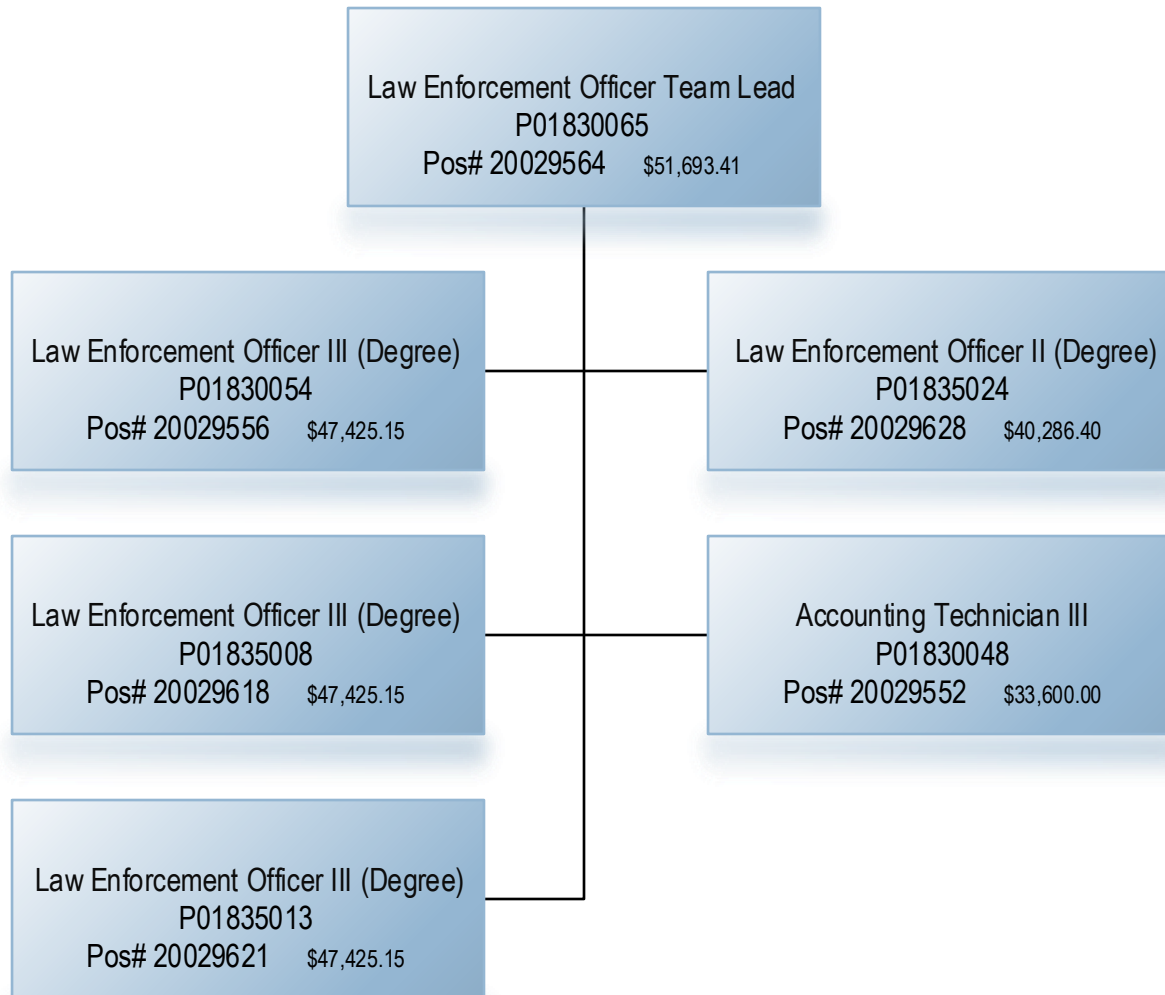 Law Enforcement Officer Team Lead
P01830065
Pos# 20029564 $51,693.41
Law Enforcement Officer III (Degree)
P01830054
Pos# 20029556 $47,425.15
Law Enforcement Officer II (Degree)
P01835024
Pos# 20029628 $40,286.40
Law Enforcement Officer III (Degree)
P01835008
Pos# 20029618 $47,425.15
Accounting Technician III
P01830048
Pos# 20029552 $33,600.00
Law Enforcement Officer III (Degree)
P01835013
Pos# 20029621 $47,425.15